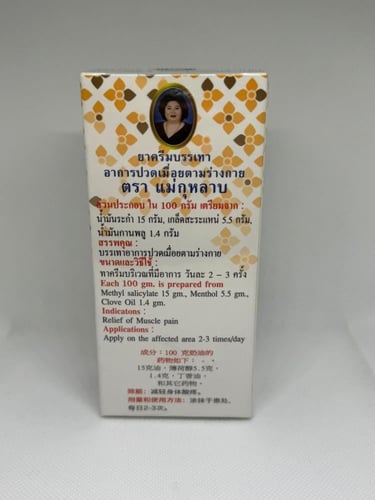 ยาครีมบรรเทา
อาการปวดเมื่อยตามร่างกาย
ตรา แม่กุหลาบ
ส่วนประกอบ ใน 100 กรัม เตรียมจาก :
น้ำมันระกำ 15 กรัม, เกล็ดสะระแหน่ 5.5 กรัม,
น้ำมันกานพลู 1.4 กรัม
สรรพคุณ :
บรรเทาอาการปวดเมื่อยตามร่างกาย
ขนาดและวิธีใช้ :
ทาครีมบริเวณที่มีอาการ วันละ 2 – 3 ครั้ง
Each 100 gm. is prepared from
Methyl salicylate 15 gm., Menthol 5.5 gm.,
Clove Oil 1.4 gm.
Indicatons :
Relief of Muscle pain
Applications :
Apply on the affected area 2-3 times/day
成分：100 克奶油的
药物如下：
15克油，薄荷醇5.5克，
1.4克，丁香油，
和其它药物。
除能：减轻身体酸疼。
用量和使用方法：涂抹于患处，
每日2-3次。